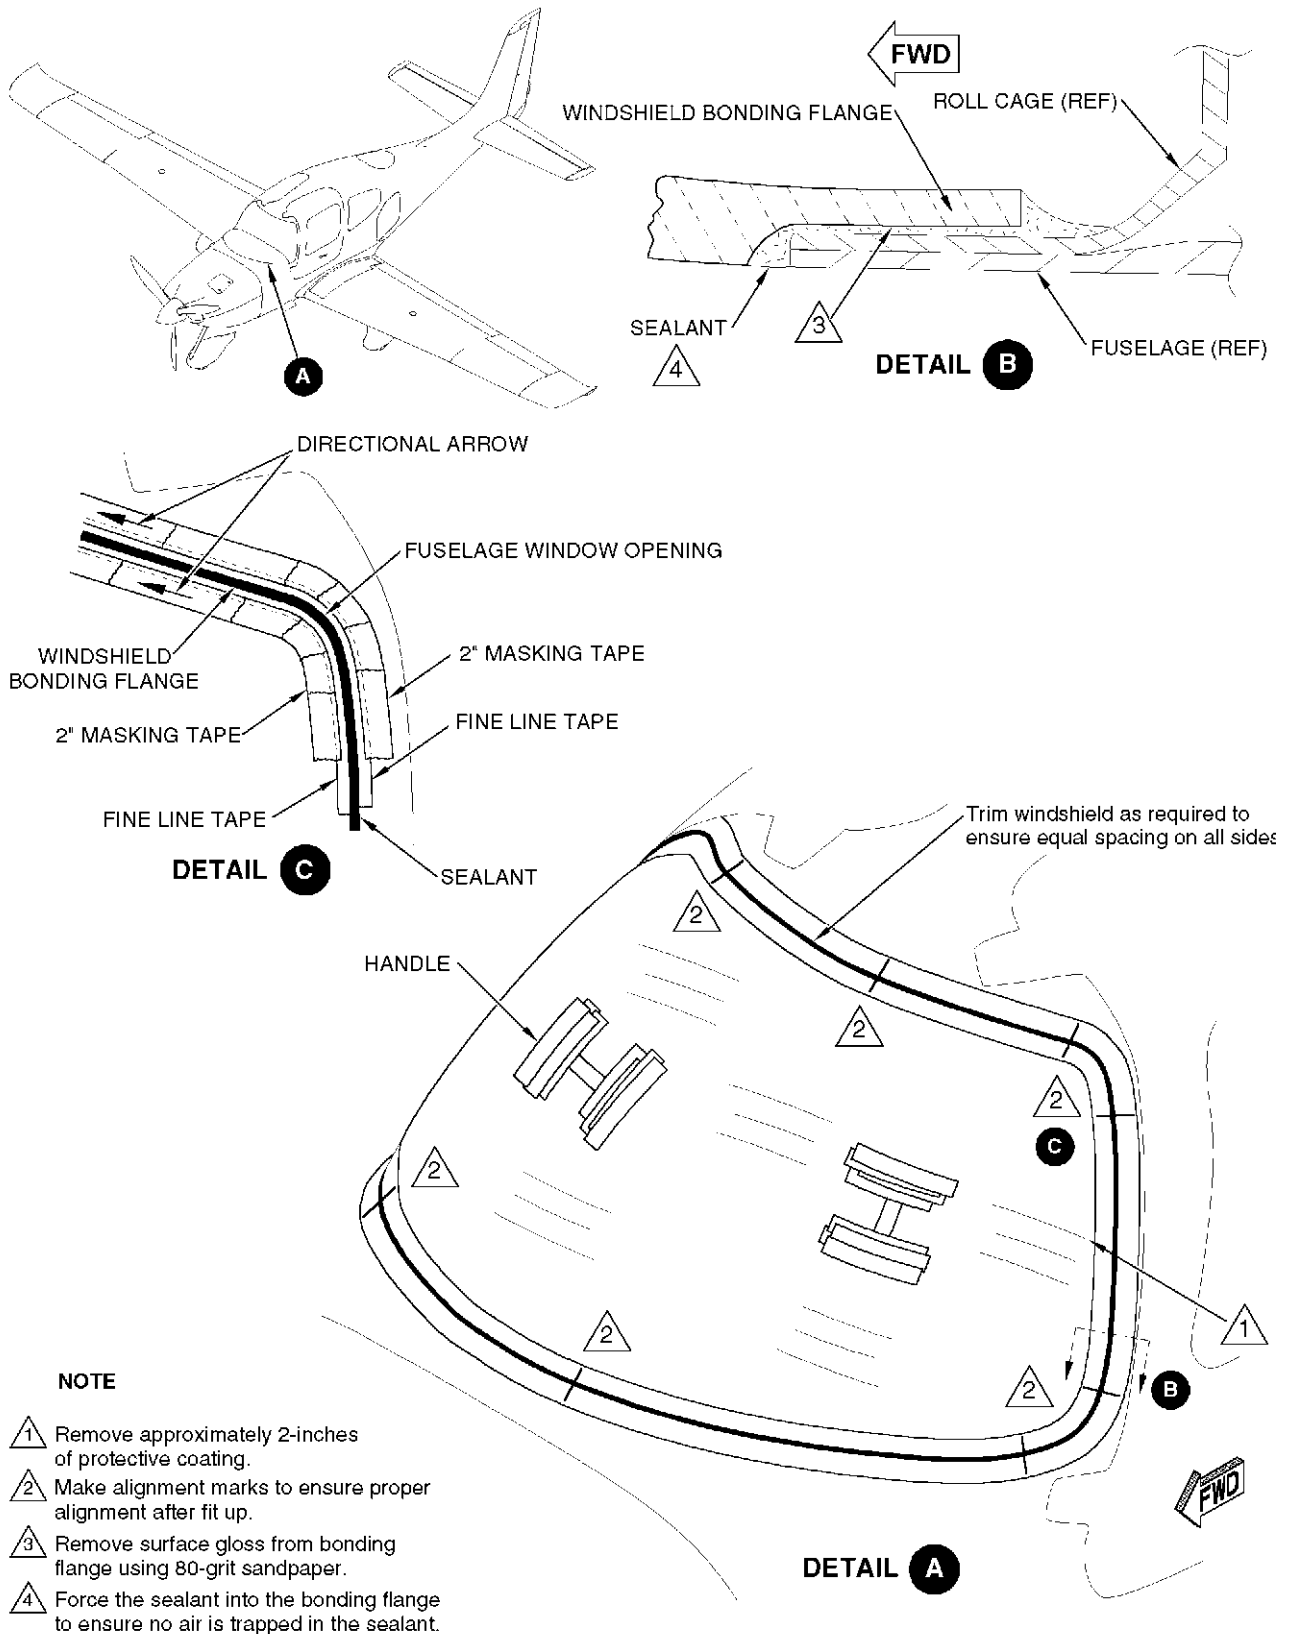 FWD
WINDSHIELD BONDING FLANGE
ROLL CAGE (REF)
SEALANT
4
3
FUSELAGE (REF)
DETAIL B
A
DIRECTIONAL ARROW
FUSELAGE WINDOW OPENING
WINDSHIELD
BONDING FLANGE
2" MASKING TAPE
2" MASKING TAPE
FINE LINE TAPE
FINE LINE TAPE
DETAIL C
SEALANT
Trim windshield as required to
ensure equal spacing on all sides
HANDLE
2
2
2
C
2
2
2
1
B
FWD
DETAIL A
NOTE
1 Remove approximately 2-inches
of protective coating.
2 Make alignment marks to ensure proper
alignment after fit up.
3 Remove surface gloss from bonding
flange using 80-grit sandpaper.
4 Force the sealant into the bonding flange
to ensure no air is trapped in the sealant.